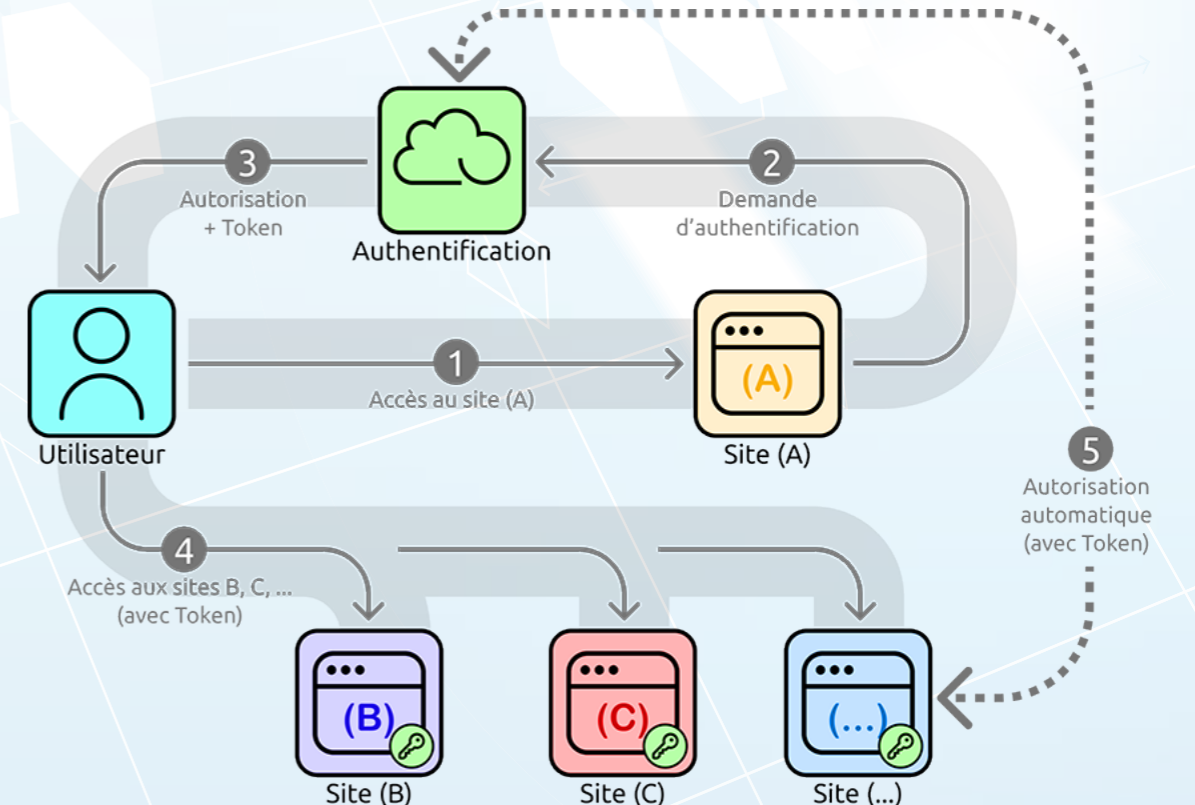 3
Autorisation
+ Token
Authentification
2
Demande
d'authentification
1
Accès au site (A)
(A)
Utilisateur
Site (A)
5
Autorisation
automatique
(avec Token)
4
Accès aux sites B, C, ...
(avec Token)
(B)
(C)
(...)
Site (B)
Site (C)
Site (...)